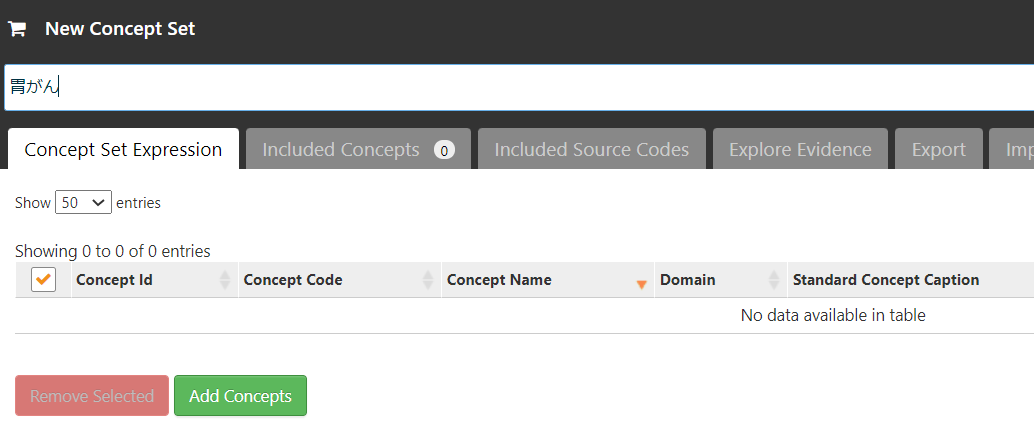 New Concept Set
胃がん
Concept Set Expression Included Concepts 0 Included Source Codes Explore Evidence Export Imp
Show 50 entries
Showing 0 to 0 of 0 entries
Concept Id Concept Code Concept Name Domain Standard Concept Caption
No data available in table
Remove Selected Add Concepts